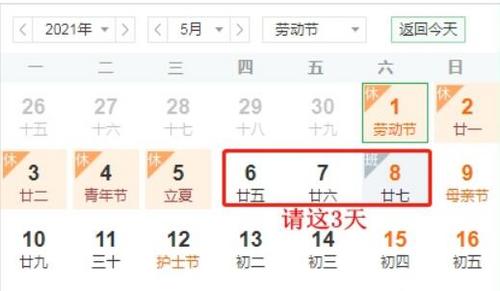 2021年 5月 劳动节 返回今天
一 二 三 四 五 六 日
26 27 28 29 30 休 1 休 2
十五 十六 十七 十八 十九 劳动节 廿一
休 3 休 4 休 5 6 7 班 8 9
廿二 青年节 立夏 廿五 廿六 廿七 母亲节
请这3天
10 11 12 13 14 15 16
廿九 三十 护士节 初二 初三 初四 初五